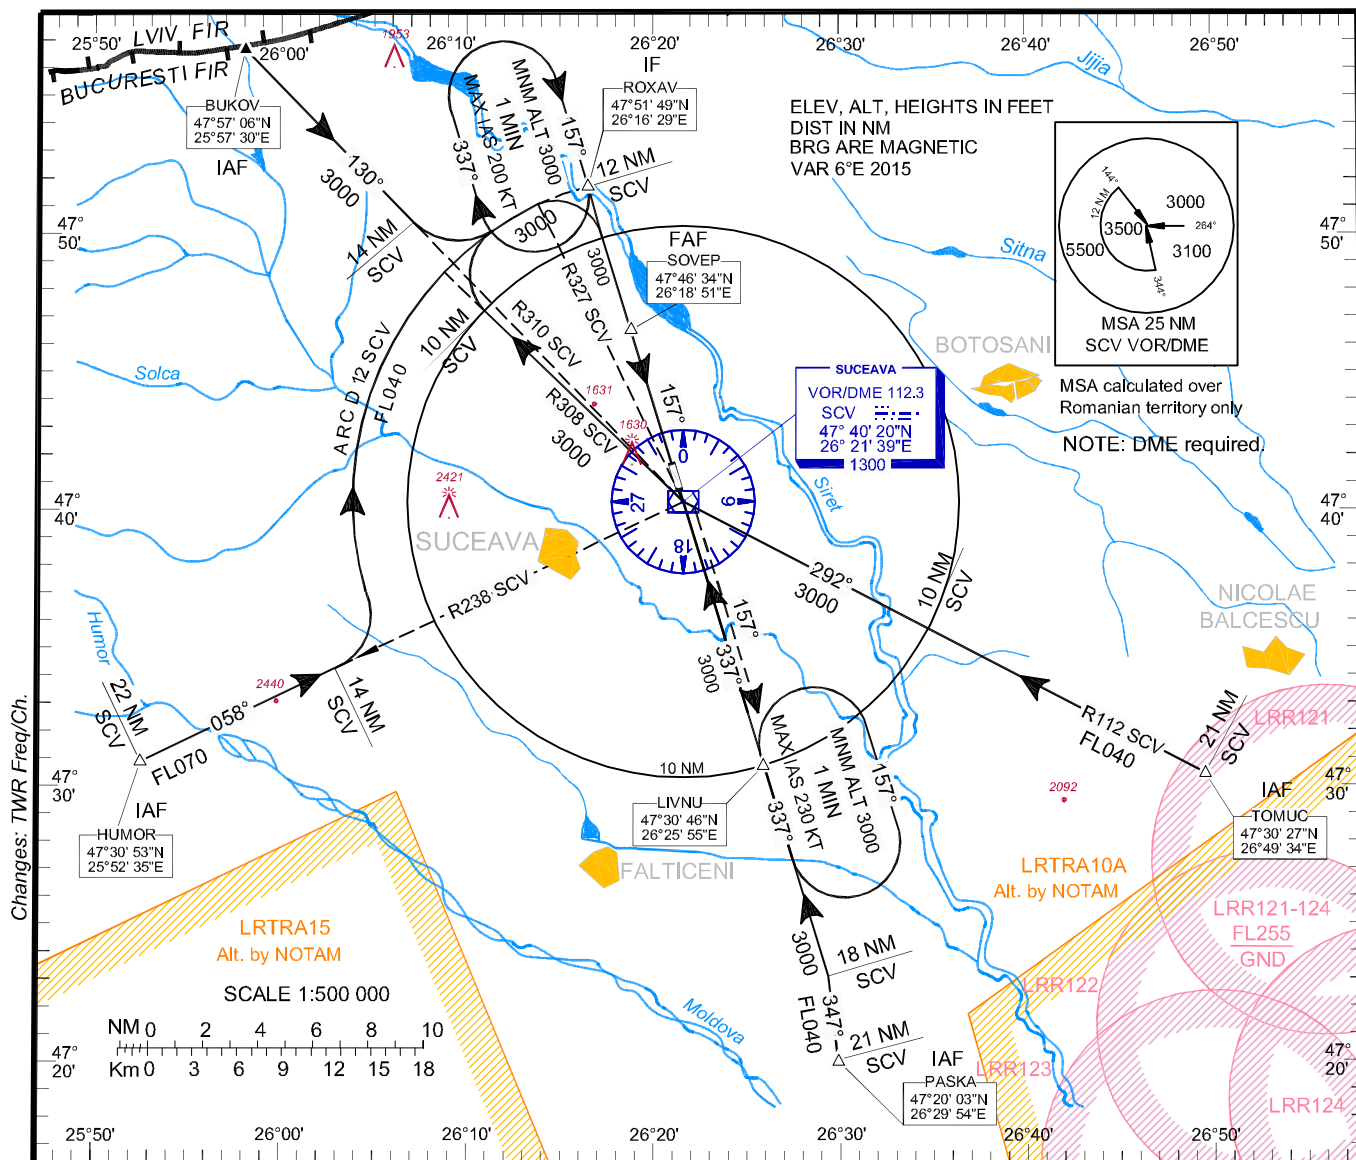 25°50'
26°00'
26°10'
26°20'
26°30'
26°40'
26°50'
LVIV FIR
BUCURESTI FIR
1953
BUKOV
47°57' 06"N
25°57' 30"E
IAF
130°
3000
14 NM
SCV
MAX IAS 200 KT
1 MIN
MNM ALT 3000
337°
157°
IF
ROXAV
47°51' 49"N
26°16' 29"E
12 NM
SCV
3000
3000
ELEV, ALT, HEIGHTS IN FEET
DIST IN NM
BRG ARE MAGNETIC
VAR 6°E 2015
Jijia
Sitna
144°
12 NM
3500
3000
264°
5500
3100
344°
MSA 25 NM
SCV VOR/DME
MSA calculated over
Romanian territory only
NOTE: DME required.
47°
50'
47°
50'
FAF
SOVEP
47°46' 34"N
26°18' 51"E
R327 SCV
R310 SCV
R308 SCV
3000
10 NM
SCV
ARC D 12 SCV
FL040
157°
Solca
1631
1630
2421
BOTOSANI
SUCEAVA
VOR/DME 112.3
SCV
47° 40' 20"N
26° 21' 39"E
1300
0
9
18
27
Siret
47°
40'
47°
40'
SUCEAVA
R238 SCV
292°
3000
10 NM
SCV
NICOLAE
BALCESCU
Humor
22 NM
SCV
2440
058°
FL070
14 NM
SCV
157°
337°
3000
R112 SCV
FL040
21 NM
SCV
LRR121
10 NM
MAX IAS 230 KT
1 MIN
MNM ALT 3000
337°
157°
2092
47°
30'
47°
30'
IAF
HUMOR
47°30' 53"N
25°52' 35"E
LIVNU
47°30' 46"N
26°25' 55"E
IAF
TOMUC
47°30' 27"N
26°49' 34"E
FALTICENI
LRTRA10A
Alt. by NOTAM
LRTRA15
Alt. by NOTAM
LRR121-124
FL255
GND
LRR122
LRR123
LRR124
3000
18 NM
SCV
347°
FL040
21 NM
SCV
IAF
PASKA
47°20' 03"N
26°29' 54"E
Moldova
SCALE 1:500 000
NM 0 2 4 6 8 10
Km 0 3 6 9 12 15 18
47°
20'
47°
20'
25°50'
26°00'
26°10'
26°20'
26°30'
26°40'
26°50'
Changes: TWR Freq/Ch.